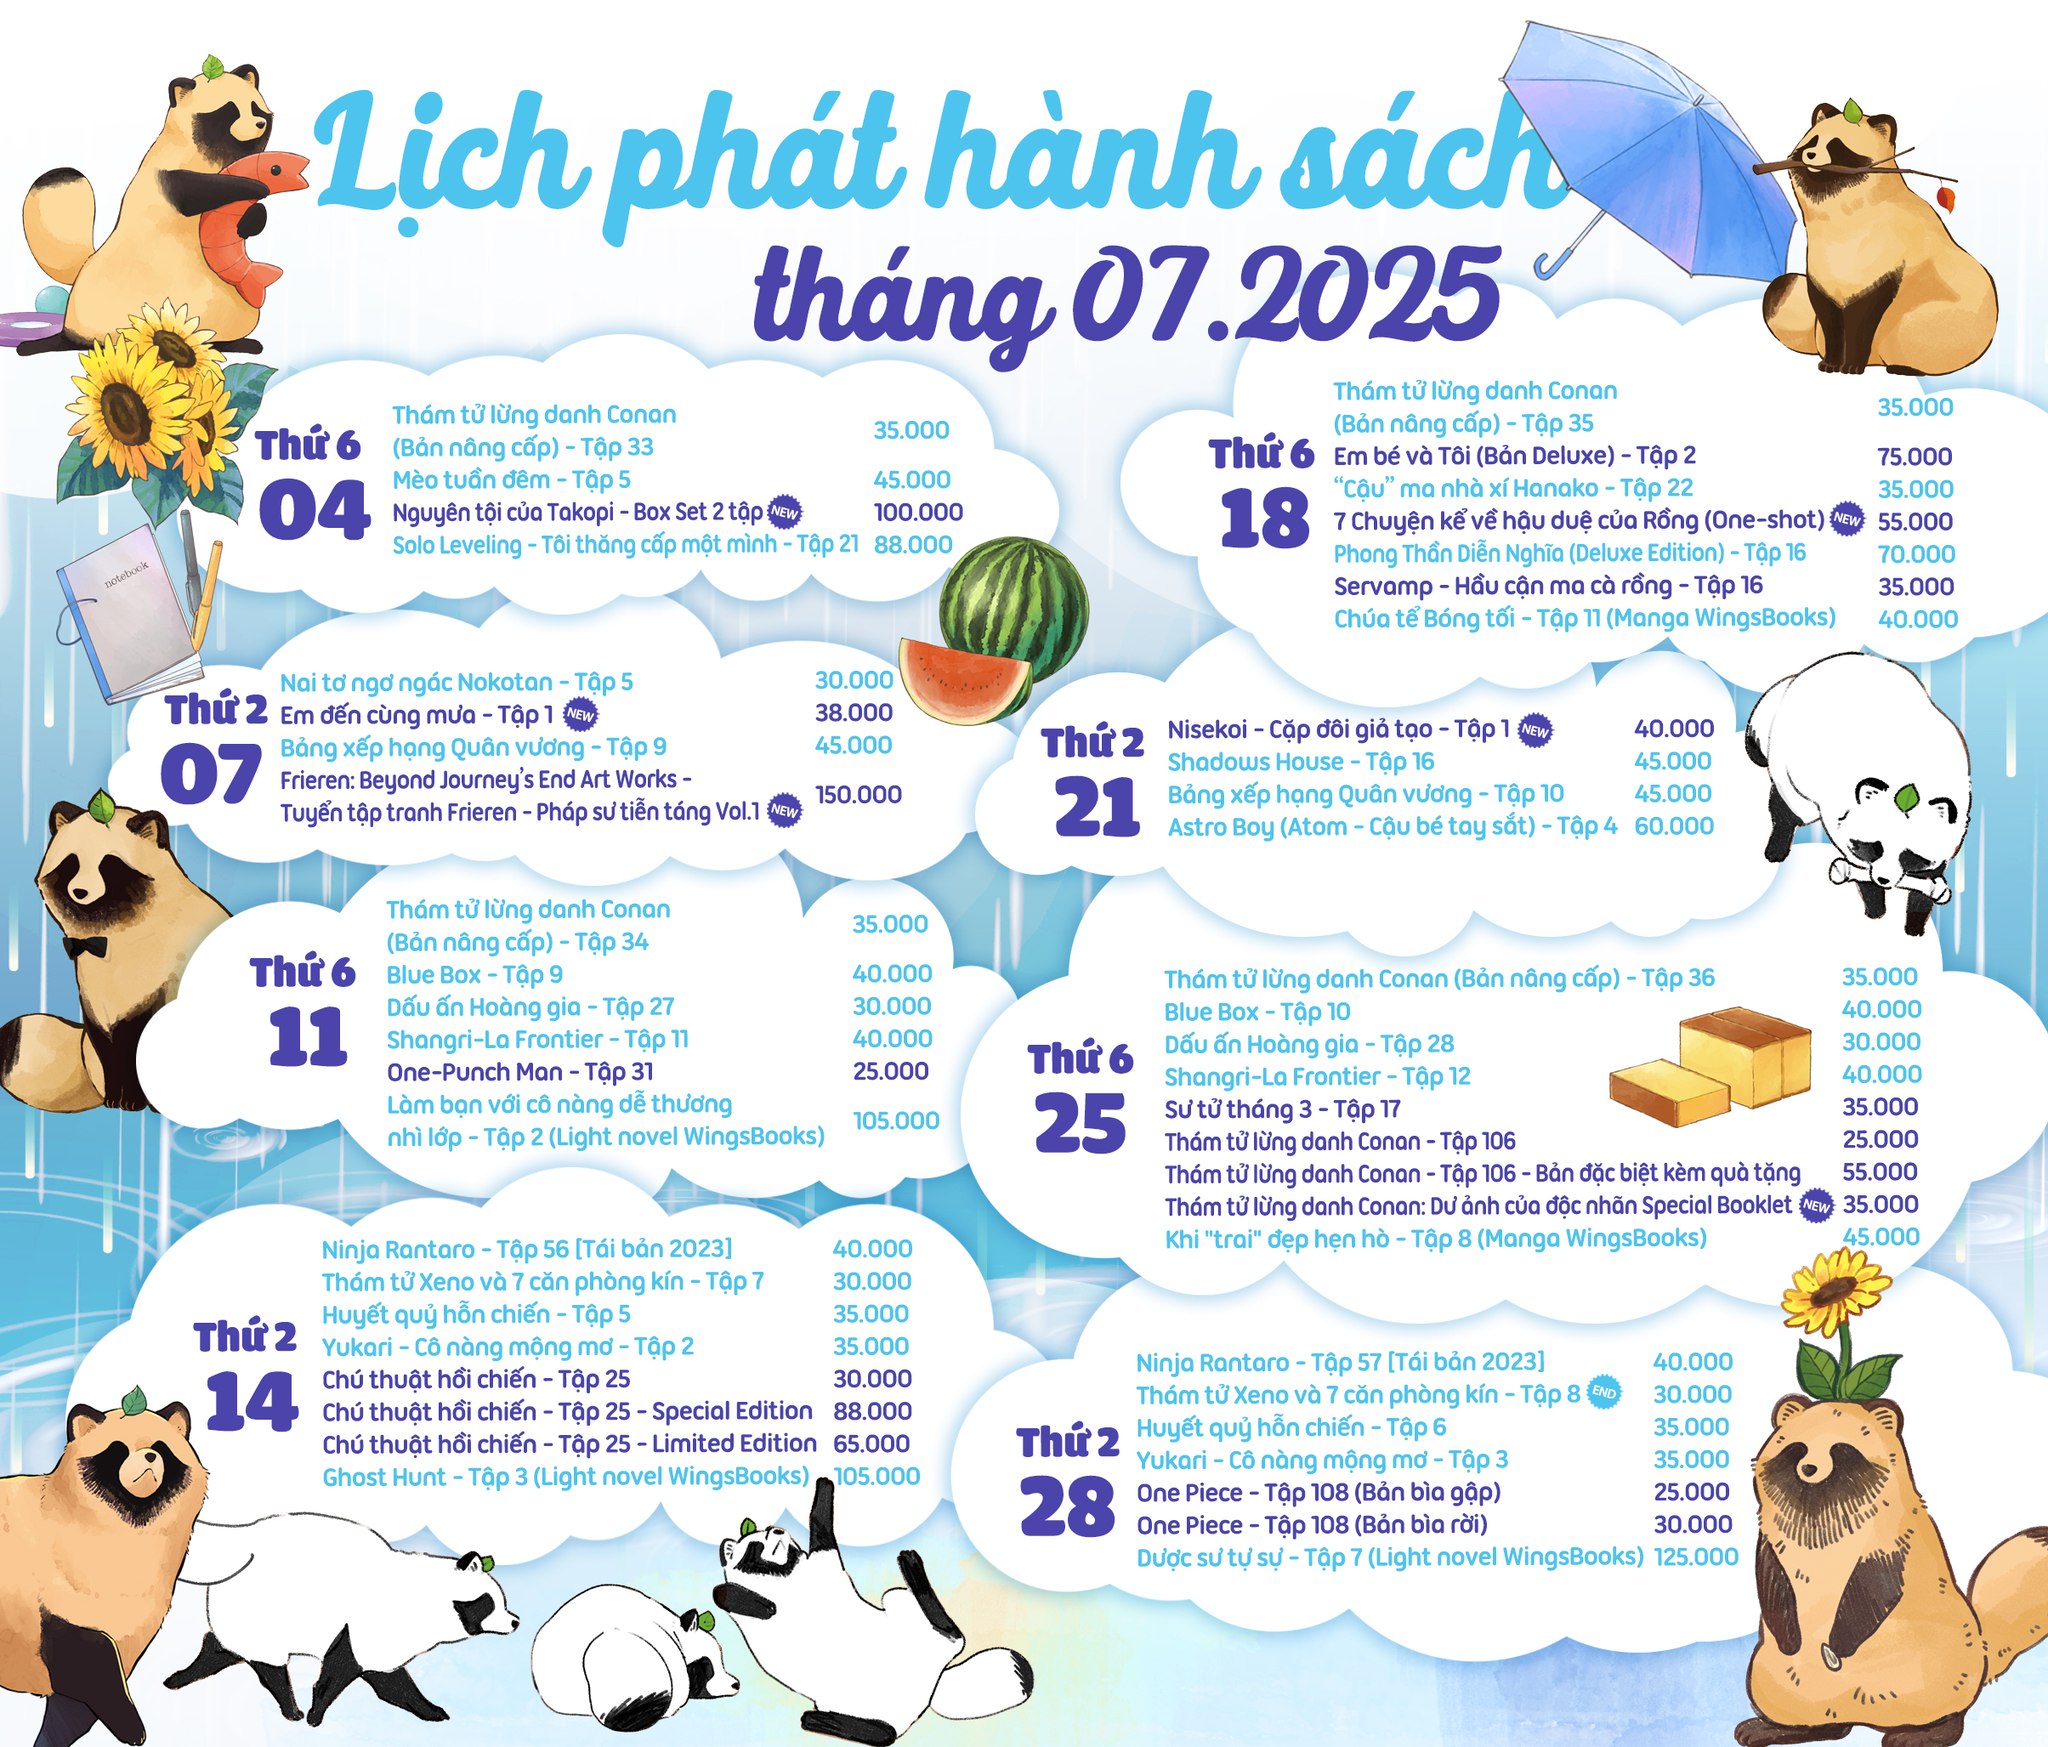 Lịch phát hành sách
tháng 07.2025
Thứ 6
04
Thám tử lừng danh Conan
(Bản nâng cấp) - Tập 33 35.000
Mèo tuần đêm - Tập 5 45.000
Nguyên tội của Takopi - Box Set 2 tập NEW 100.000
Solo Leveling - Tôi thăng cấp một mình - Tập 21 88.000
notebook
Thứ 2
07
Nai tơ ngơ ngác Nokotan - Tập 5 30.000
Em đến cùng mưa - Tập 1 NEW 38.000
Bảng xếp hạng Quân vương - Tập 9 45.000
Frieren: Beyond Journey's End Art Works -
Tuyển tập tranh Frieren - Pháp sư tiễn táng Vol.1 NEW 150.000
Thứ 6
11
Thám tử lừng danh Conan
(Bản nâng cấp) - Tập 34 35.000
Blue Box - Tập 9 40.000
Dấu ấn Hoàng gia - Tập 27 30.000
Shangri-La Frontier - Tập 11 40.000
One-Punch Man - Tập 31 25.000
Làm bạn với cô nàng dễ thương
nhì lớp - Tập 2 (Light novel WingsBooks) 105.000
Thứ 2
14
Ninja Rantaro - Tập 56 [Tái bản 2023] 40.000
Thám tử Xeno và 7 căn phòng kín - Tập 7 30.000
Huyết quỷ hỗn chiến - Tập 5 35.000
Yukari - Cô nàng mộng mơ - Tập 2 35.000
Chú thuật hồi chiến - Tập 25 30.000
Chú thuật hồi chiến - Tập 25 - Special Edition 88.000
Chú thuật hồi chiến - Tập 25 - Limited Edition 65.000
Ghost Hunt - Tập 3 (Light novel WingsBooks) 105.000
Thứ 6
18
Thám tử lừng danh Conan
(Bản nâng cấp) - Tập 35 35.000
Em bé và Tôi (Bản Deluxe) - Tập 2 75.000
“Cậu” ma nhà xí Hanako - Tập 22 35.000
7 Chuyện kể về hậu duệ của Rồng (One-shot) NEW 55.000
Phong Thần Diễn Nghĩa (Deluxe Edition) - Tập 16 70.000
Servamp - Hầu cận ma cà rồng - Tập 16 35.000
Chúa tể Bóng tối - Tập 11 (Manga WingsBooks) 40.000
Thứ 2
21
Nisekoi - Cặp đôi giả tạo - Tập 1 NEW 40.000
Shadows House - Tập 16 45.000
Bảng xếp hạng Quân vương - Tập 10 45.000
Astro Boy (Atom - Cậu bé tay sắt) - Tập 4 60.000
Thứ 6
25
Thám tử lừng danh Conan (Bản nâng cấp) - Tập 36 35.000
Blue Box - Tập 10 40.000
Dấu ấn Hoàng gia - Tập 28 30.000
Shangri-La Frontier - Tập 12 40.000
Sư tử tháng 3 - Tập 17 35.000
Thám tử lừng danh Conan - Tập 106 25.000
Thám tử lừng danh Conan - Tập 106 - Bản đặc biệt kèm quà tặng 55.000
Thám tử lừng danh Conan: Dư ảnh của độc nhãn Special Booklet NEW 35.000
Khi "trai" đẹp hẹn hò - Tập 8 (Manga WingsBooks) 45.000
Thứ 2
28
Ninja Rantaro - Tập 57 [Tái bản 2023] 40.000
Thám tử Xeno và 7 căn phòng kín - Tập 8 END 30.000
Huyết quỷ hỗn chiến - Tập 6 35.000
Yukari - Cô nàng mộng mơ - Tập 3 35.000
One Piece - Tập 108 (Bản bìa gập) 25.000
One Piece - Tập 108 (Bản bìa rời) 30.000
Dược sư tự sự - Tập 7 (Light novel WingsBooks) 125.000